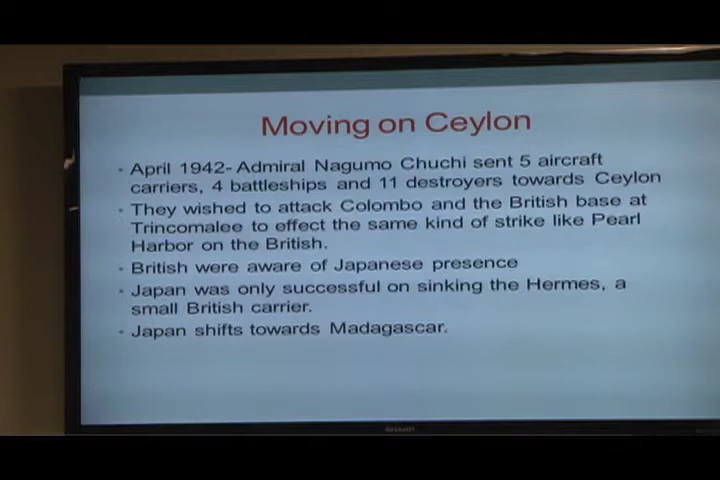 Moving on Ceylon
• April 1942- Admiral Nagumo Chuchi sent 5 aircraft
carriers, 4 battleships and 11 destroyers towards Ceylon
• They wished to attack Colombo and the British base at
Trincomalee to effect the same kind of strike like Pearl
Harbor on the British.
• British were aware of Japanese presence
• Japan was only successful on sinking the Hermes, a
small British carrier.
• Japan shifts towards Madagascar.
SHARP